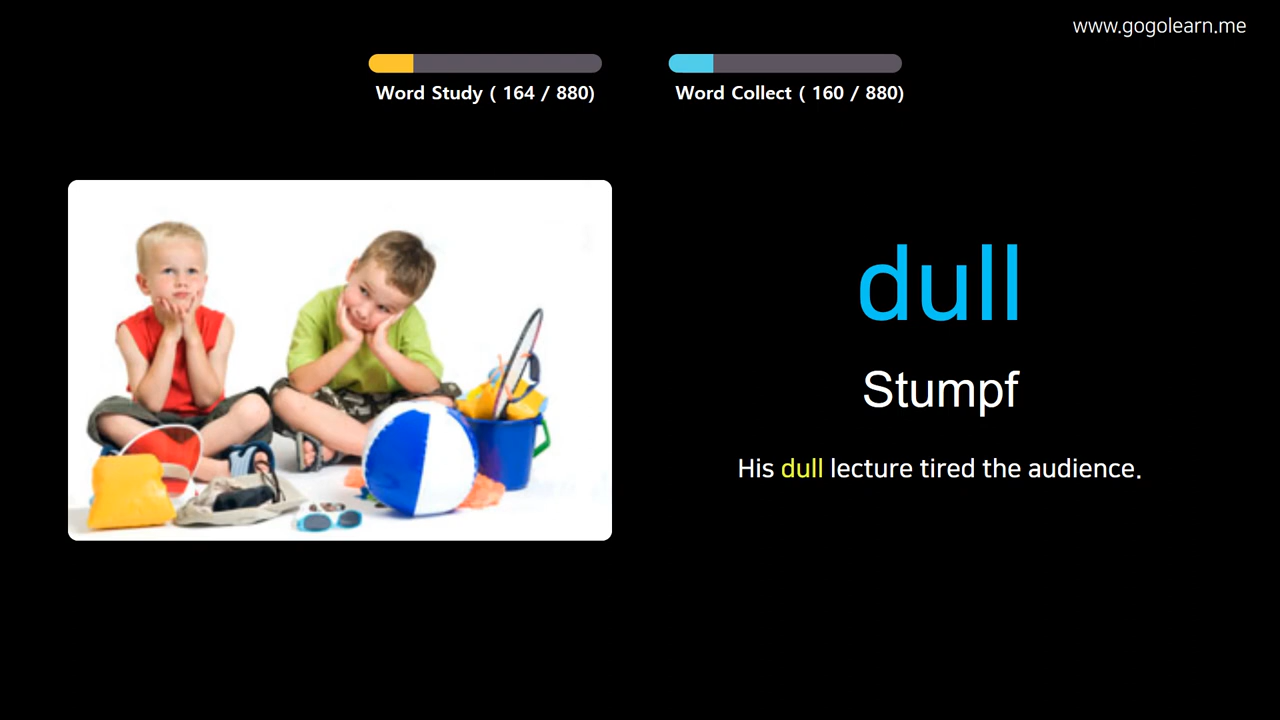 www.gogolearn.me
Word Study ( 164 / 880)
Word Collect ( 160 / 880)
dull
Stumpf
His dull lecture tired the audience.